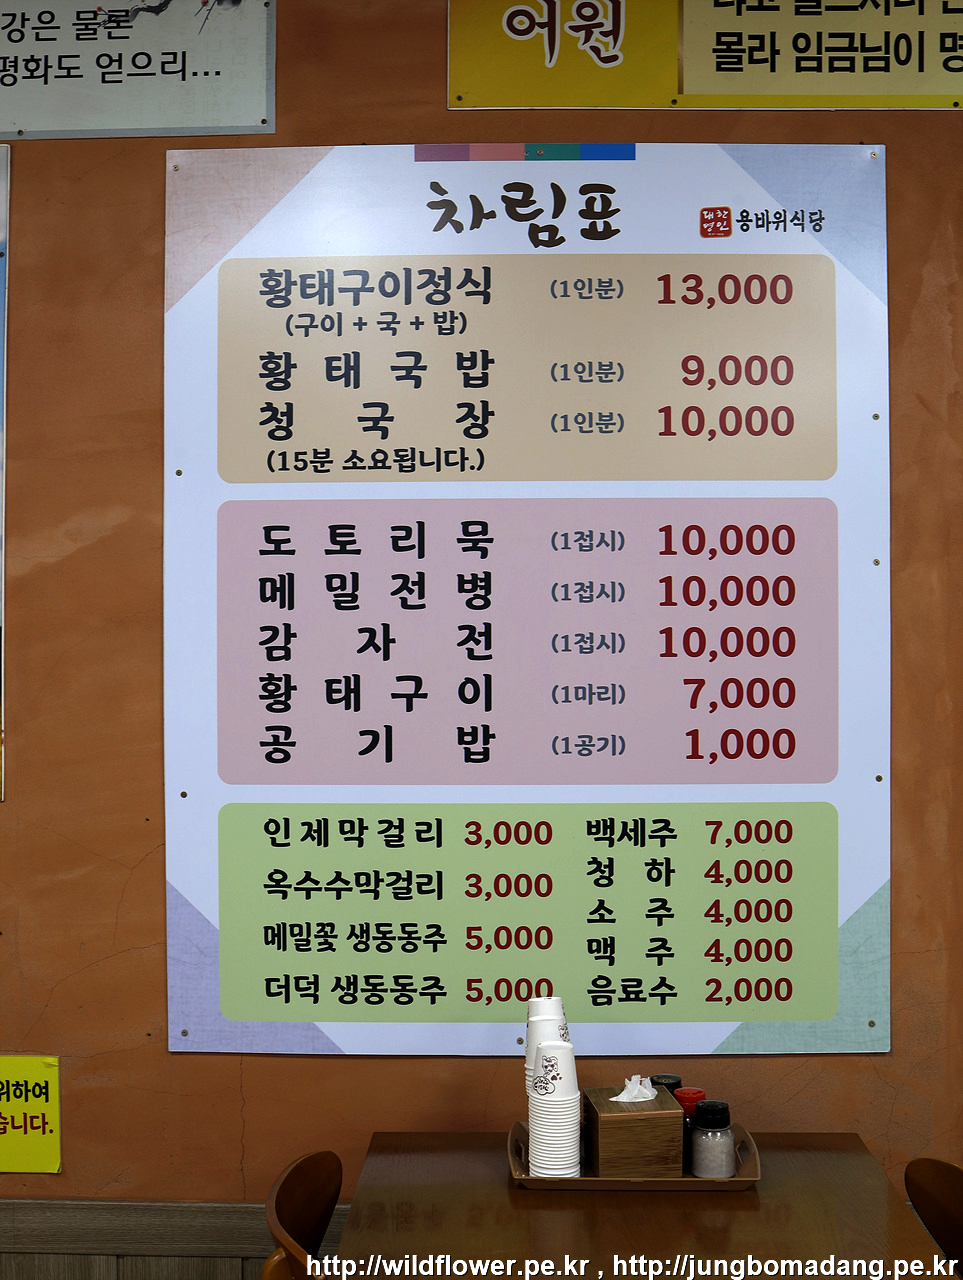 강은 물론
평화도 얻으리...
어원
몰라 임금님이 명
차림표
대한명인 용바위식당
황태구이정식 (1인분) 13,000
(구이 + 국 + 밥)
황태국밥 (1인분) 9,000
청국장 (1인분) 10,000
(15분 소요됩니다.)
도토리묵 (1접시) 10,000
메밀전병 (1접시) 10,000
감자전 (1접시) 10,000
황태구이 (1마리) 7,000
공기밥 (1공기) 1,000
인제막걸리 3,000
옥수수막걸리 3,000
메밀꽃 생동동주 5,000
더덕 생동동주 5,000
백세주 7,000
청하 4,000
소주 4,000
맥주 4,000
음료수 2,000
위하여
습니다.
http://wildflower.pe.kr , http://jungbomadang.pe.kr